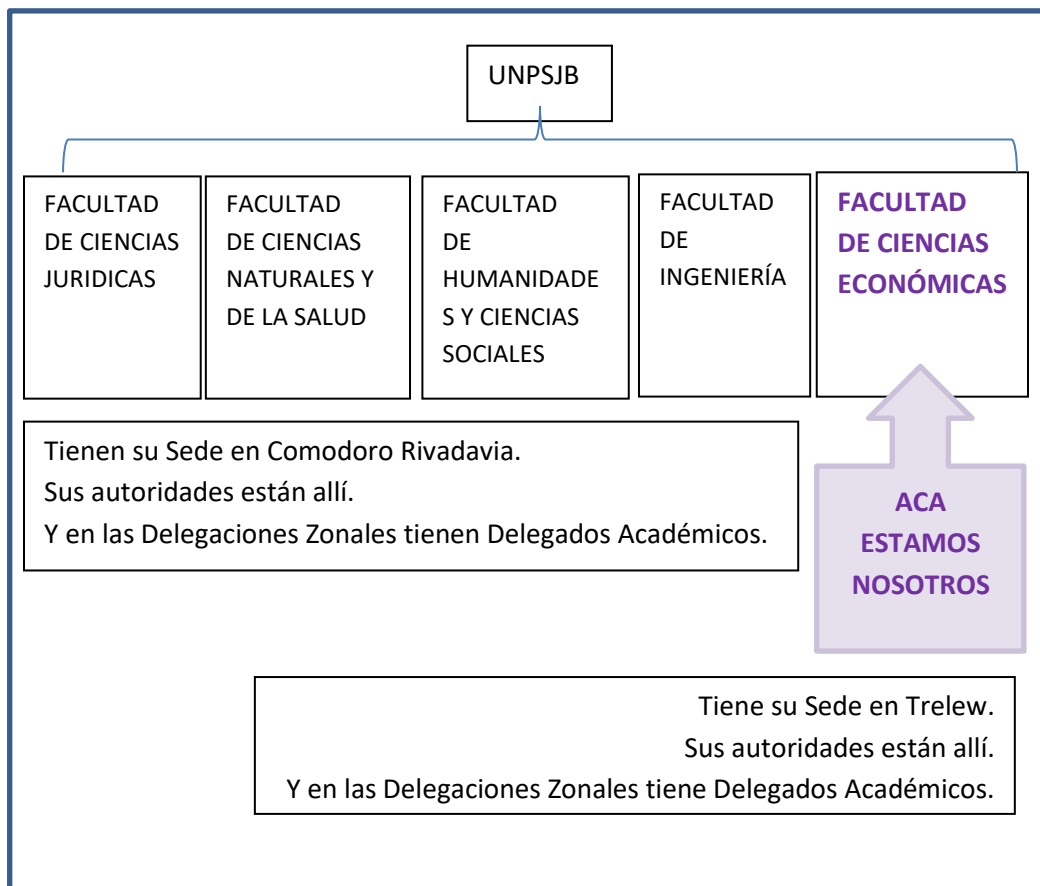 UNPSJB
FACULTAD
DE CIENCIAS
JURIDICAS
FACULTAD
DE CIENCIAS
NATURALES Y
DE LA SALUD
FACULTAD
DE
HUMANIDADE
S Y CIENCIAS
SOCIALES
FACULTAD
DE
INGENIERÍA
FACULTAD
DE CIENCIAS
ECONÓMICAS
Tienen su Sede en Comodoro Rivadavia.
Sus autoridades están allí.
Y en las Delegaciones Zonales tienen Delegados Académicos.
ACA
ESTAMOS
NOSOTROS
Tiene su Sede en Trelew.
Sus autoridades están allí.
Y en las Delegaciones Zonales tiene Delegados Académicos.